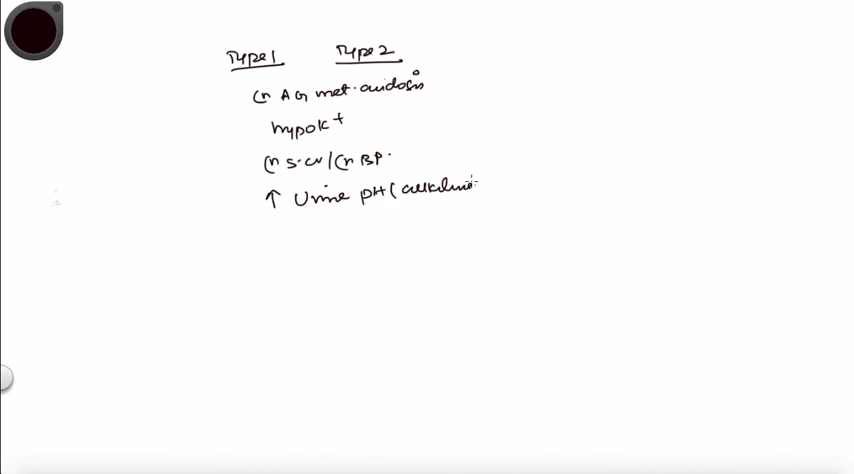 Type 1 Type 2
(n AG met. acidosis
hypok+
(n s.cr / (n BP.
↑ Urine pH (alkaline